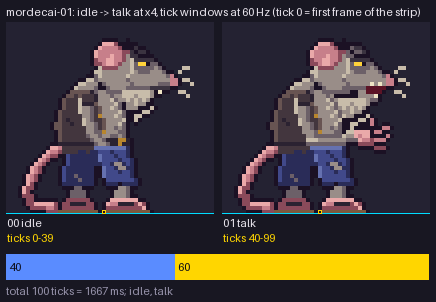 mordecai-01: idle -> talk at x4, tick windows at 60 Hz (tick 0 = first frame of the strip)
00 idle
ticks 0-39
01 talk
ticks 40-99
40
60
total 100 ticks = 1667 ms; idle, talk